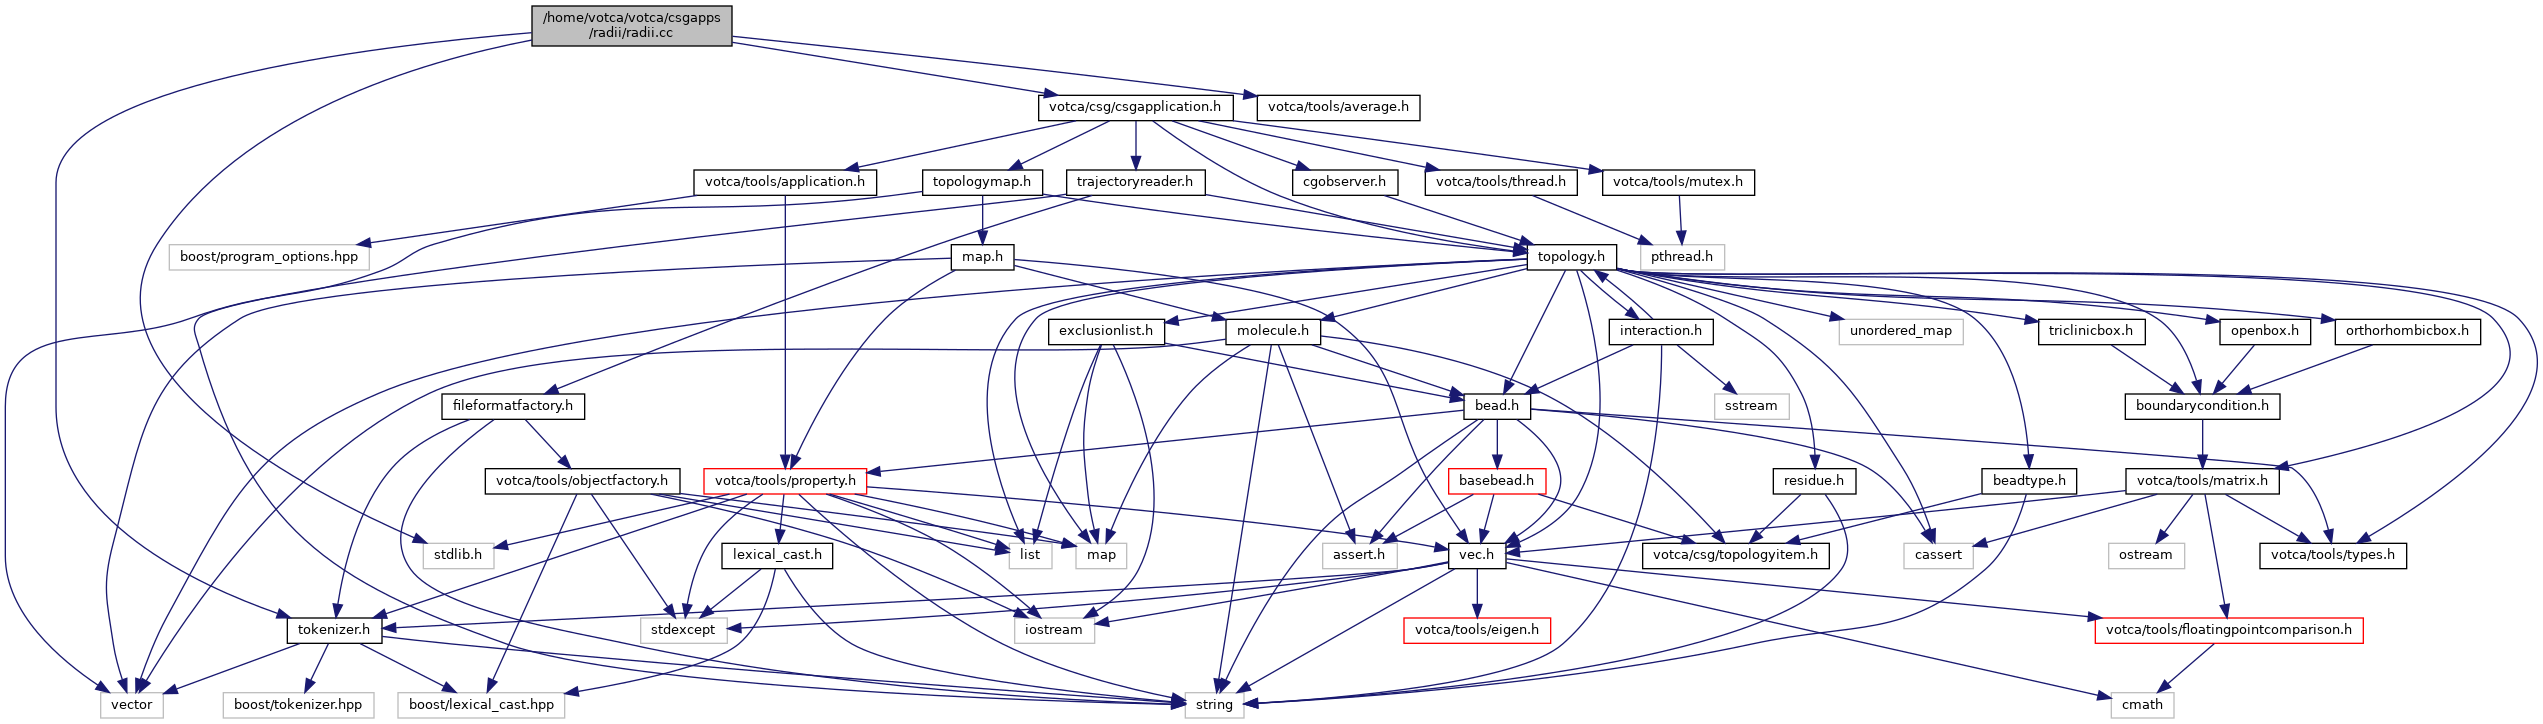 /home/votca/votca/csgapps
/radii/radii.cc
votca/csg/csgapplication.h
votca/tools/average.h
votca/tools/application.h
topologymap.h
trajectoryreader.h
cgobserver.h
votca/tools/thread.h
votca/tools/mutex.h
boost/program_options.hpp
map.h
topology.h
pthread.h
exclusionlist.h
molecule.h
interaction.h
unordered_map
triclinicbox.h
openbox.h
orthorhombicbox.h
fileformatfactory.h
bead.h
sstream
boundarycondition.h
votca/tools/objectfactory.h
votca/tools/property.h
basebead.h
residue.h
beadtype.h
votca/tools/matrix.h
stdlib.h
lexical_cast.h
list
map
assert.h
vec.h
votca/csg/topologyitem.h
cassert
ostream
votca/tools/types.h
tokenizer.h
stdexcept
iostream
votca/tools/eigen.h
votca/tools/floatingpointcomparison.h
vector
boost/tokenizer.hpp
boost/lexical_cast.hpp
string
cmath